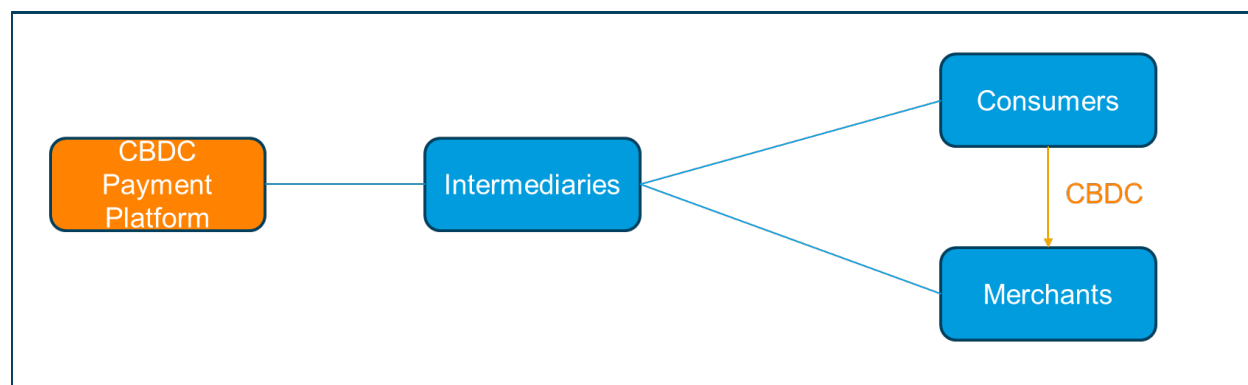 CBDC
Payment
Platform
Intermediaries
Consumers
CBDC
Merchants